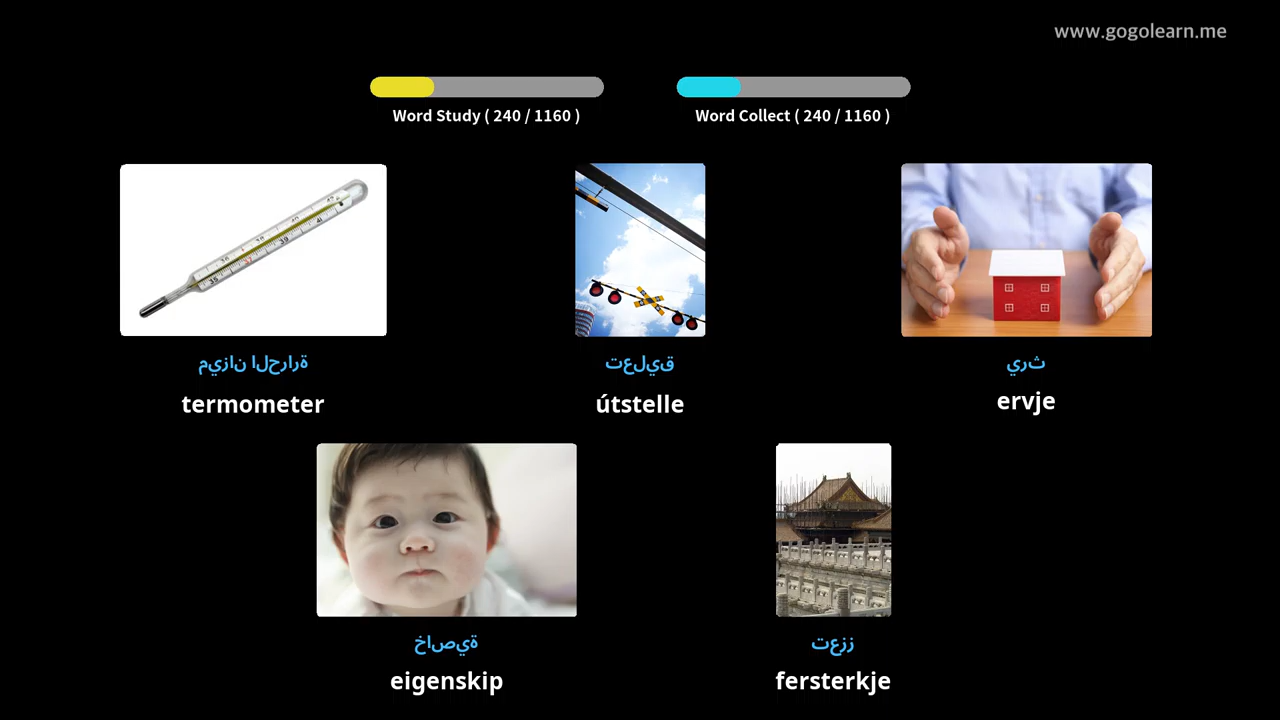 www.gogolearn.me
Word Study ( 240 / 1160 )
Word Collect ( 240 / 1160 )
ميزان الحرارة
تعليق
يرث
termometer
útstelle
ervje
خاصية
تعزز
eigenskip
fersterkje